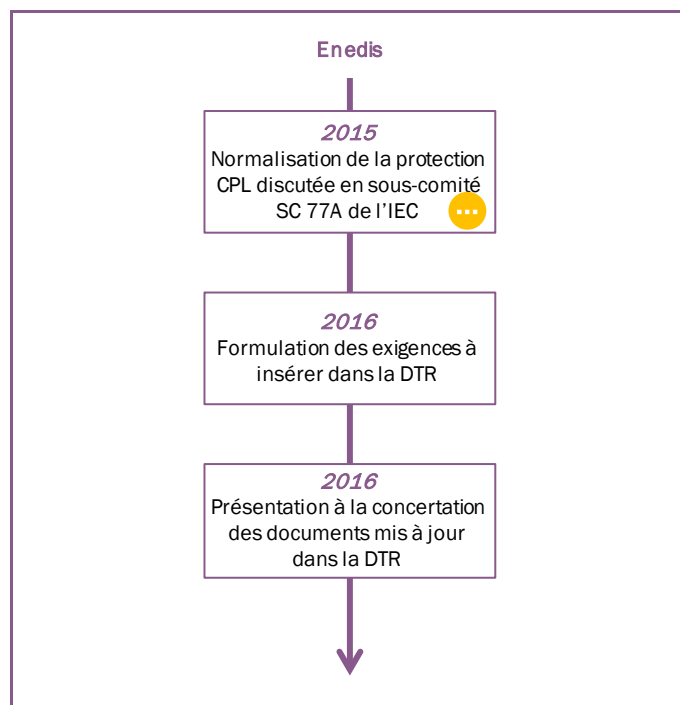 Enedis
2015
Normalisation de la protection
CPL discutée en sous-comité
SC 77A de l'IEC
...
2016
Formulation des exigences à
insérer dans la DTR
2016
Présentation à la concertation
des documents mis à jour
dans la DTR